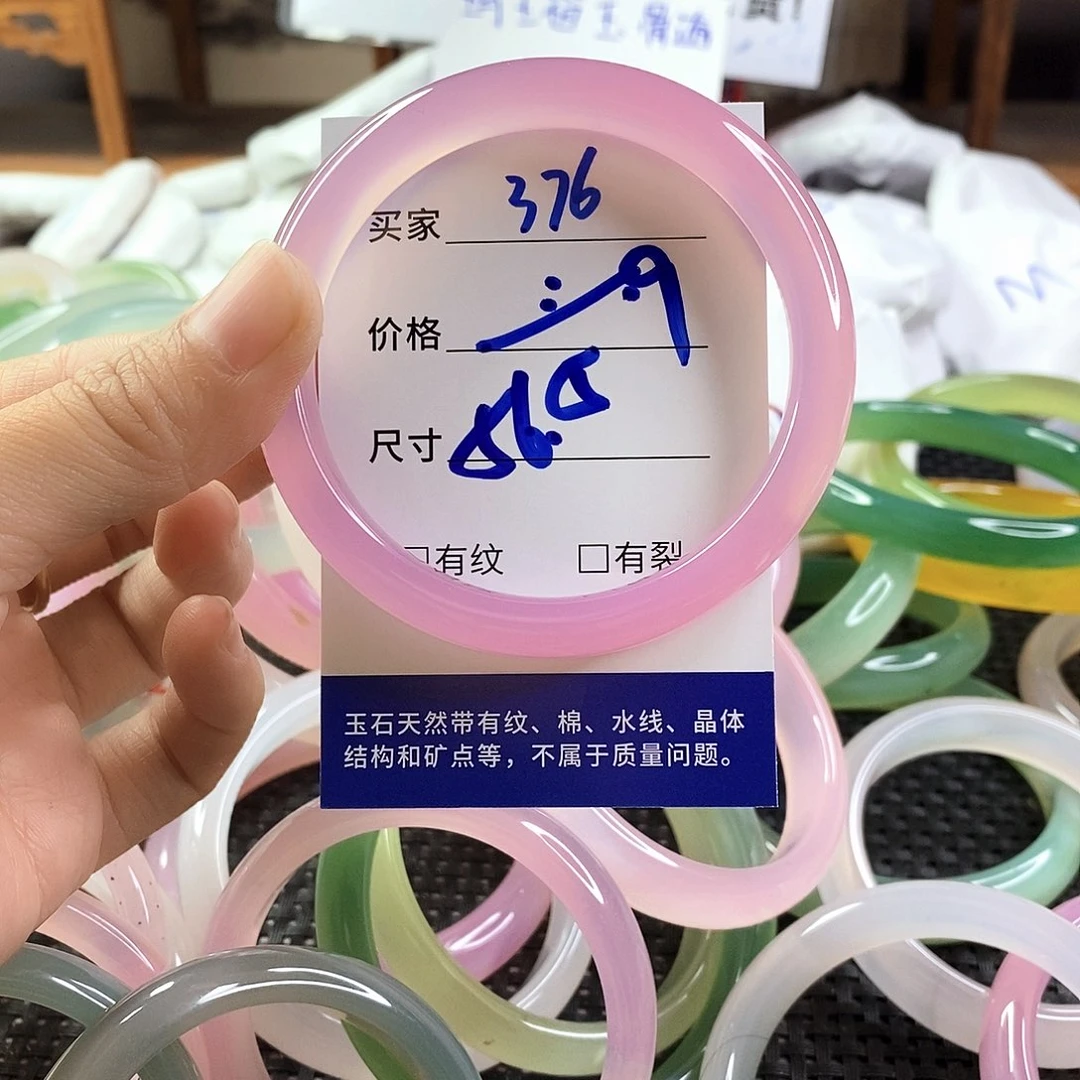 买家 376
价格
尺寸 56.5
有纹 □有裂
玉石天然带有纹、棉、水线、晶体
结构和矿点等，不属于质量问题。